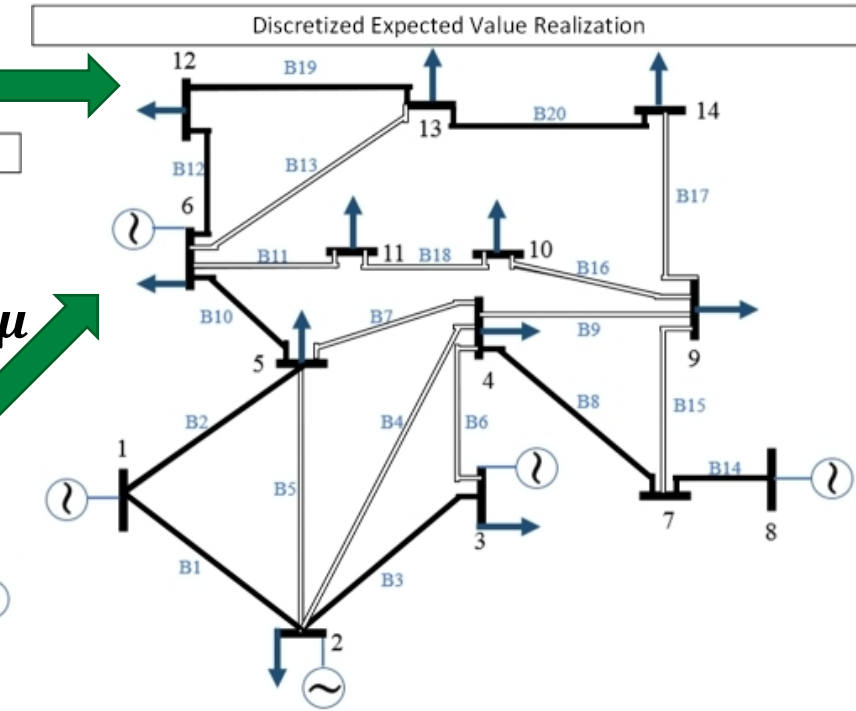 Discretized Expected Value Realization
12
B19
13
B20
14
B12
B13
B17
6
B11
11
B18
10
B16
μ
B10
B7
B9
5
4
9
B2
B4
B6
B8
B15
1
B5
B14
3
7
8
B1
B3
2